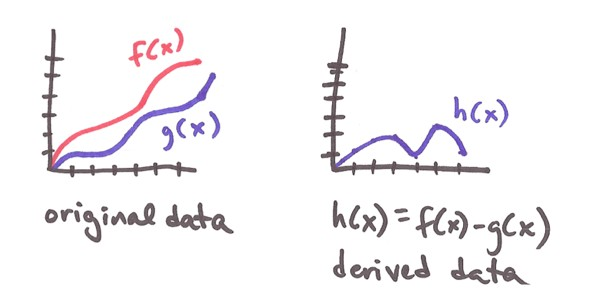 f(x)
g(x)
original data
h(x)
h(x) = f(x)-g(x)
derived data